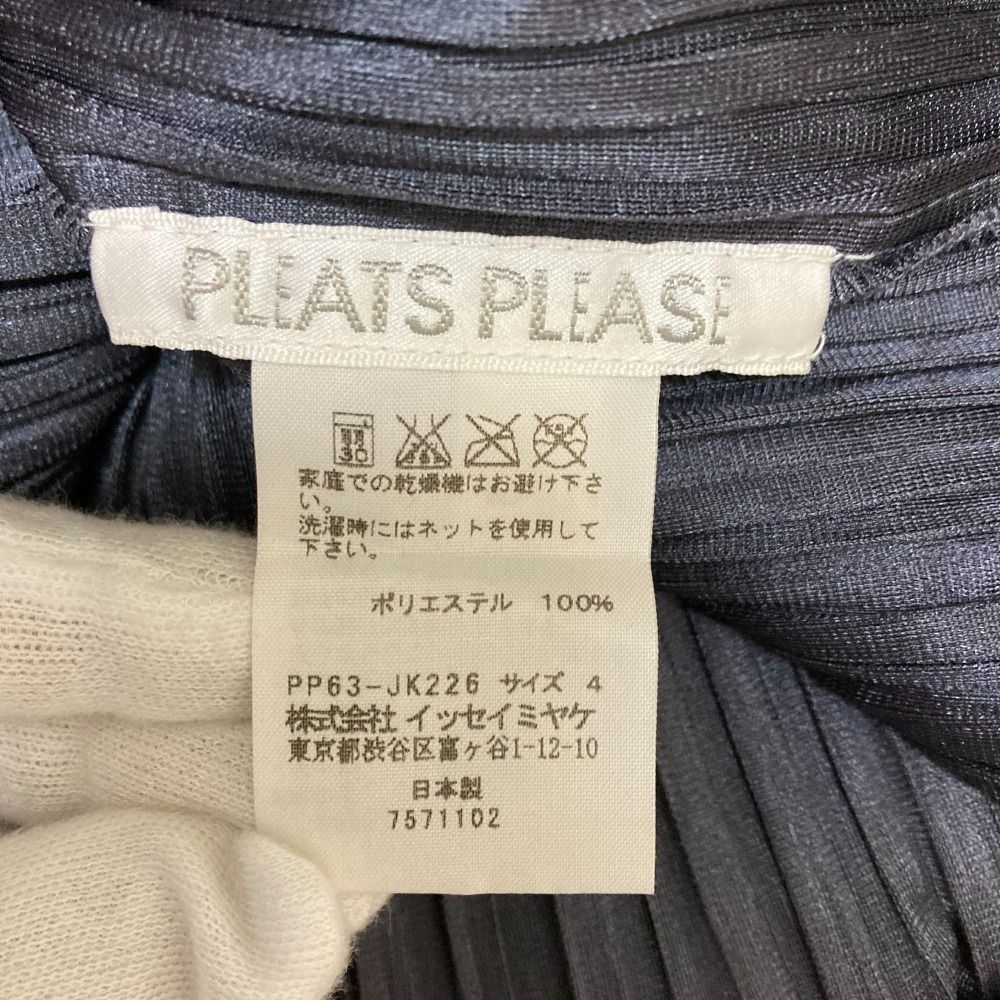 PLEATS PLEASE
30
家庭での乾燥機はお避け下さ
い。
洗濯時にはネットを使用して
下さい。
ポリエステル 100%
PP63-JK226 サイズ 4
株式会社 イッセイミヤケ
東京都渋谷区富ヶ谷1-12-10
日本製
7571102